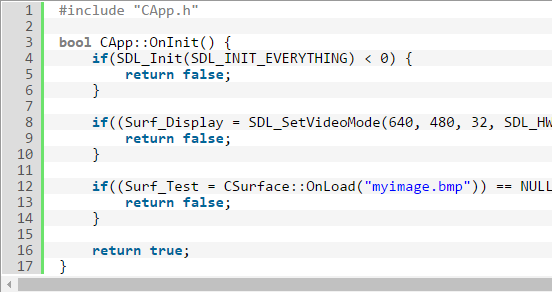 1 #include "CApp.h"
2
3 bool CApp::OnInit() {
4     if(SDL_Init(SDL_INIT_EVERYTHING) < 0) {
5         return false;
6     }
7
8     if((Surf_Display = SDL_SetVideoMode(640, 480, 32, SDL_HW
9         return false;
10     }
11
12     if((Surf_Test = CSurface::OnLoad("myimage.bmp")) == NULL
13         return false;
14     }
15
16     return true;
17 }